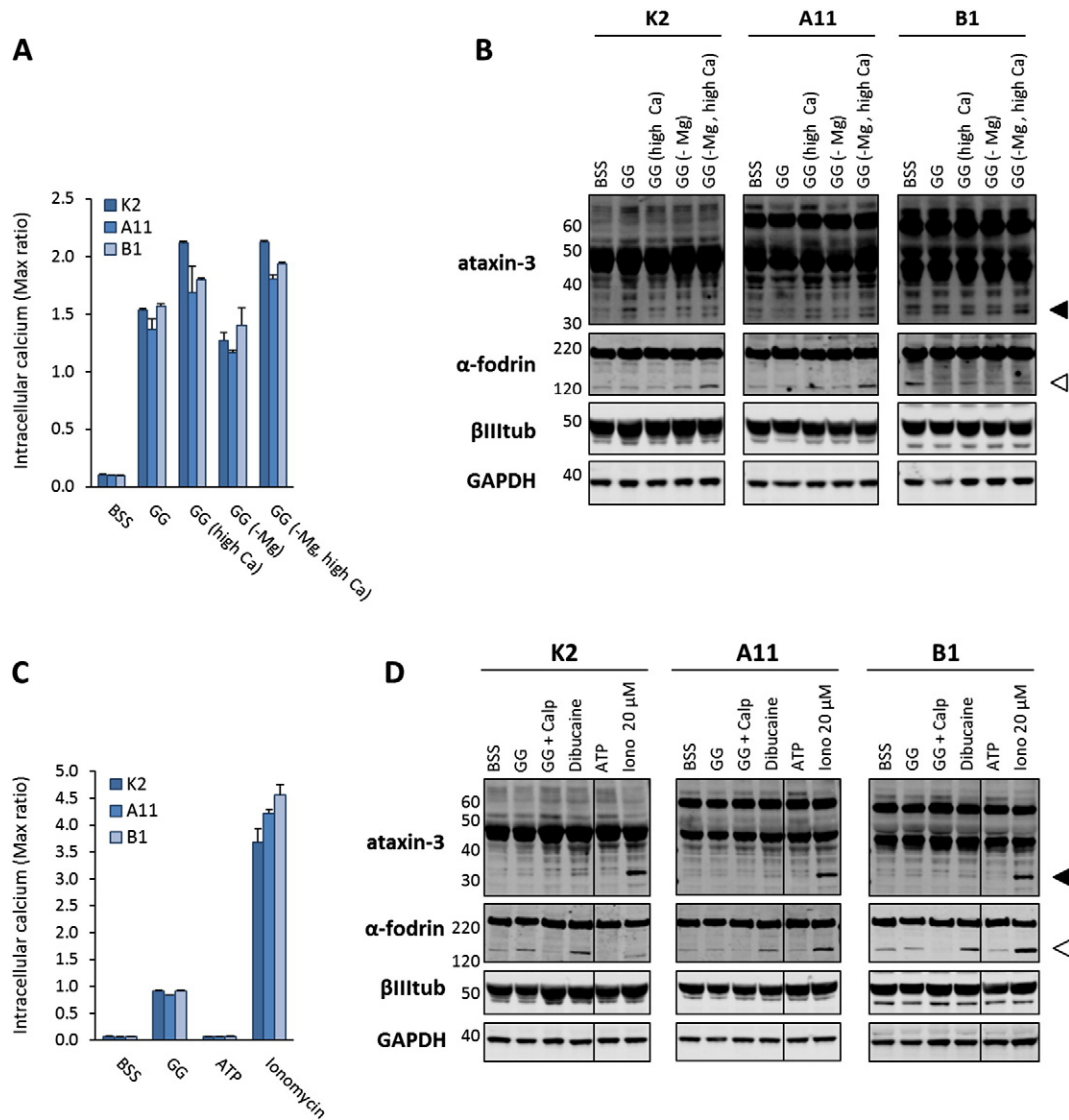 A
Intracellular calcium (Max ratio)
2.5
2.0
1.5
1.0
0.5
0.0
K2
A11
B1
BSS
GG
GG (high Ca)
GG (-Mg)
GG (-Mg, high Ca)
B
K2 A11 B1
BSS GG GG (high Ca) GG (- Mg) GG (-Mg, high Ca)
BSS GG GG (high Ca) GG (- Mg) GG (-Mg, high Ca)
BSS GG GG (high Ca) GG (- Mg) GG (-Mg, high Ca)
ataxin-3
60
50
40
30
α-fodrin
220
120
βIIItub
50
GAPDH
40
C
Intracellular calcium (Max ratio)
5.0
4.5
4.0
3.5
3.0
2.5
2.0
1.5
1.0
0.5
0.0
K2
A11
B1
BSS
GG
ATP
Ionomycin
D
K2 A11 B1
BSS GG GG + Calp Dibucaine ATP Iono 20 µM
BSS GG GG + Calp Dibucaine ATP Iono 20 µM
BSS GG GG + Calp Dibucaine ATP Iono 20 µM
ataxin-3
60
50
40
30
α-fodrin
220
120
βIIItub
50
GAPDH
40